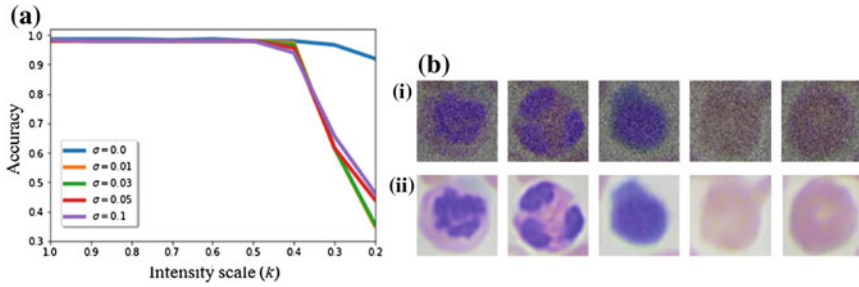 (a)
1.0
0.9
0.8
0.7
0.6
0.5
0.4
0.3
Accuracy
σ = 0.0
σ = 0.01
σ = 0.03
σ = 0.05
σ = 0.1
1.0 0.9 0.8 0.7 0.6 0.5 0.4 0.3 0.2
Intensity scale (k)
(b)
(i)
(ii)